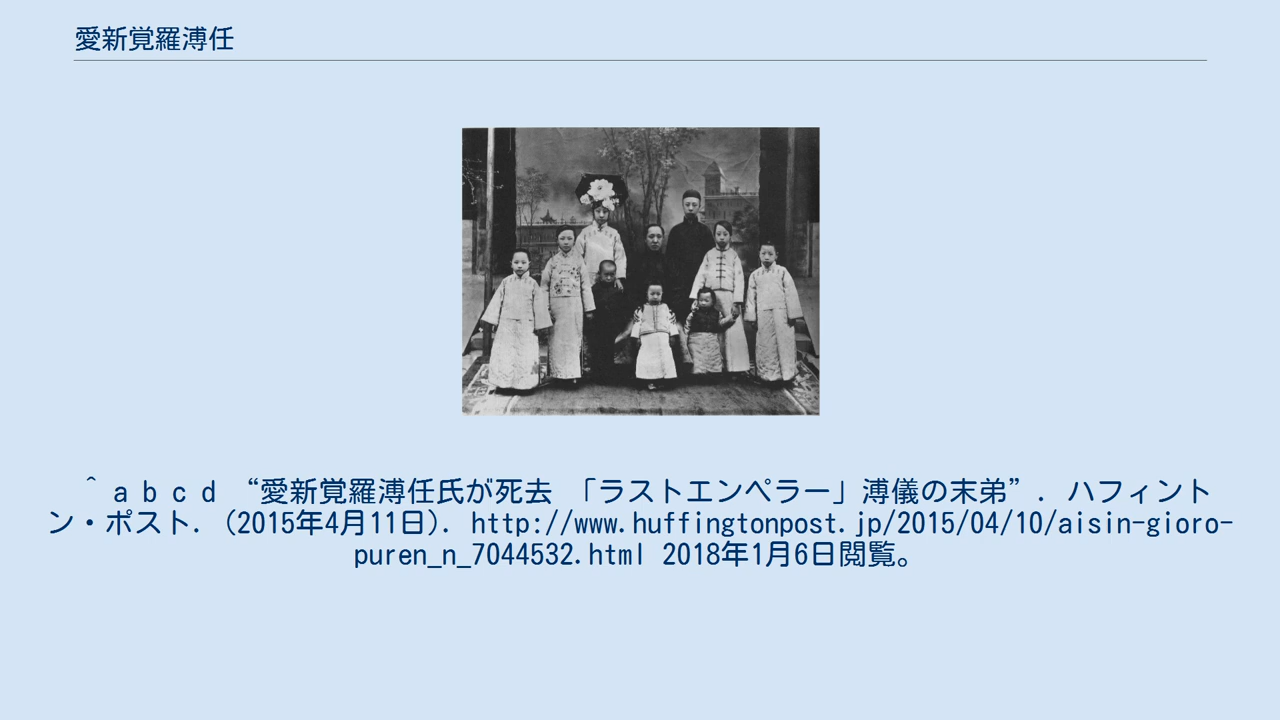 愛新覚羅溥任
^ a b c d “愛新覚羅溥任氏が死去 「ラストエンペラー」溥儀の末弟”. ハフィント
ン・ポスト. (2015年4月11日). http://www.huffingtonpost.jp/2015/04/10/aisin-gioro-
puren_n_7044532.html 2018年1月6日閲覧。